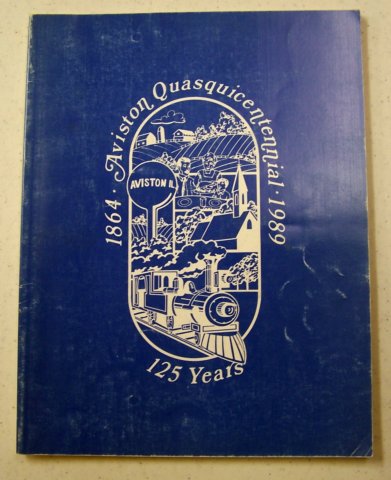 1864 · Aviston Quasquicentennial · 1989
AVISTON IL
125 Years